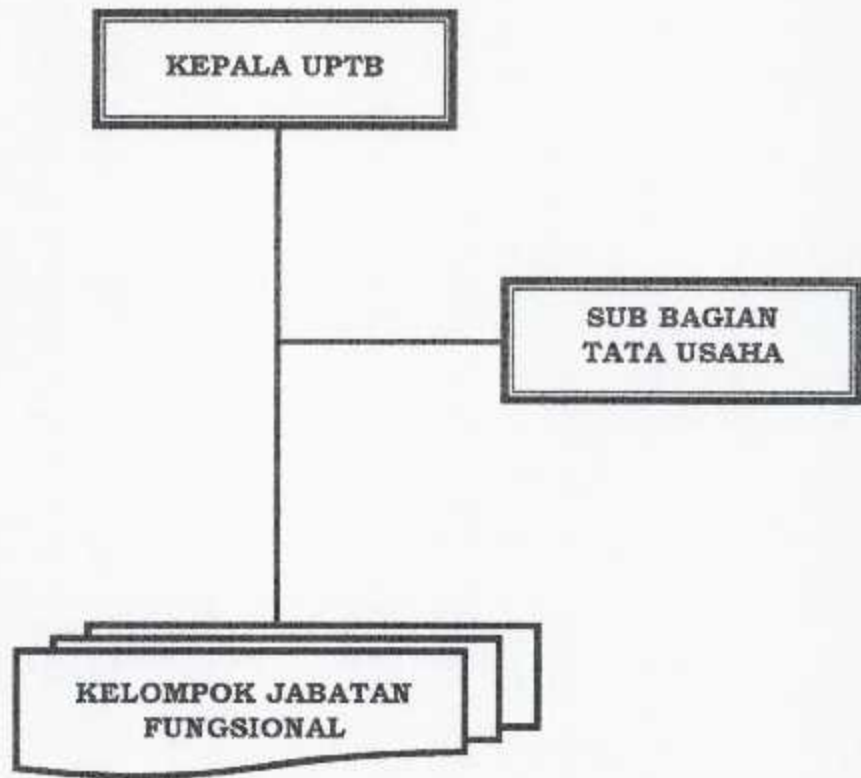 KEPALA UPTB
SUB BAGIAN
TATA USAHA
KELOMPOK JABATAN
FUNGSIONAL